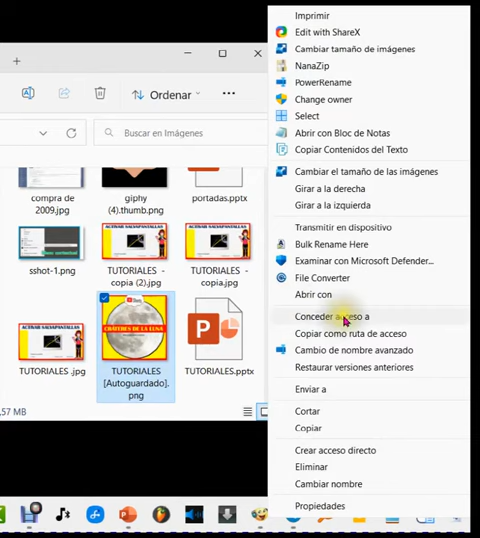 Imprimir
Edit with ShareX
Cambiar tamaño de imágenes
NanaZip
PowerRename
Change owner
Select
Abrir con Bloc de Notas
Copiar Contenidos del Texto
Cambiar el tamaño de las imágenes
Girar a la derecha
Girar a la izquierda
Transmitir en dispositivo
Bulk Rename Here
Examinar con Microsoft Defender...
File Converter
Abrir con
Conceder acceso a
Copiar como ruta de acceso
Cambio de nombre avanzado
Restaurar versiones anteriores
Enviar a
Cortar
Copiar
Crear acceso directo
Eliminar
Cambiar nombre
Propiedades
Ordenar
Buscar en Imágenes
compra de
2009.jpg
giphy
(4).thumb.png
portadas.pptx
sshot-1.png
TUTORIALES -
copia (2).jpg
TUTORIALES -
copia.jpg
CRÁTERES DE LA LUNA
TUTORIALES .jpg
TUTORIALES
[Autoguardado].
png
TUTORIALES.pptx
,57 MB